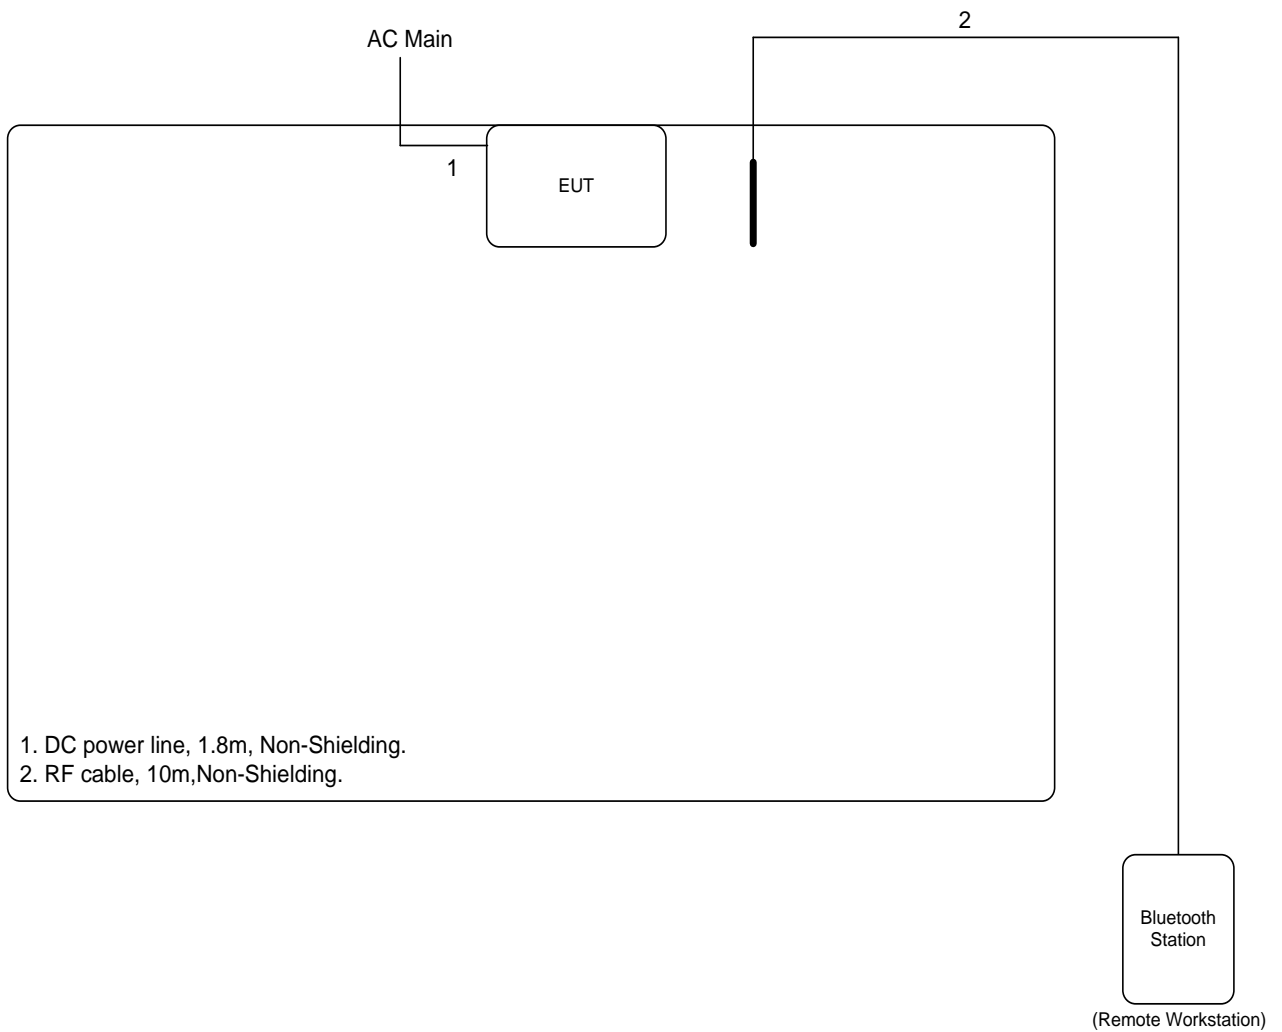 2
AC Main
1
EUT
1. DC power line, 1.8m, Non-Shielding.
2. RF cable, 10m,Non-Shielding.
Bluetooth
Station
(Remote Workstation)